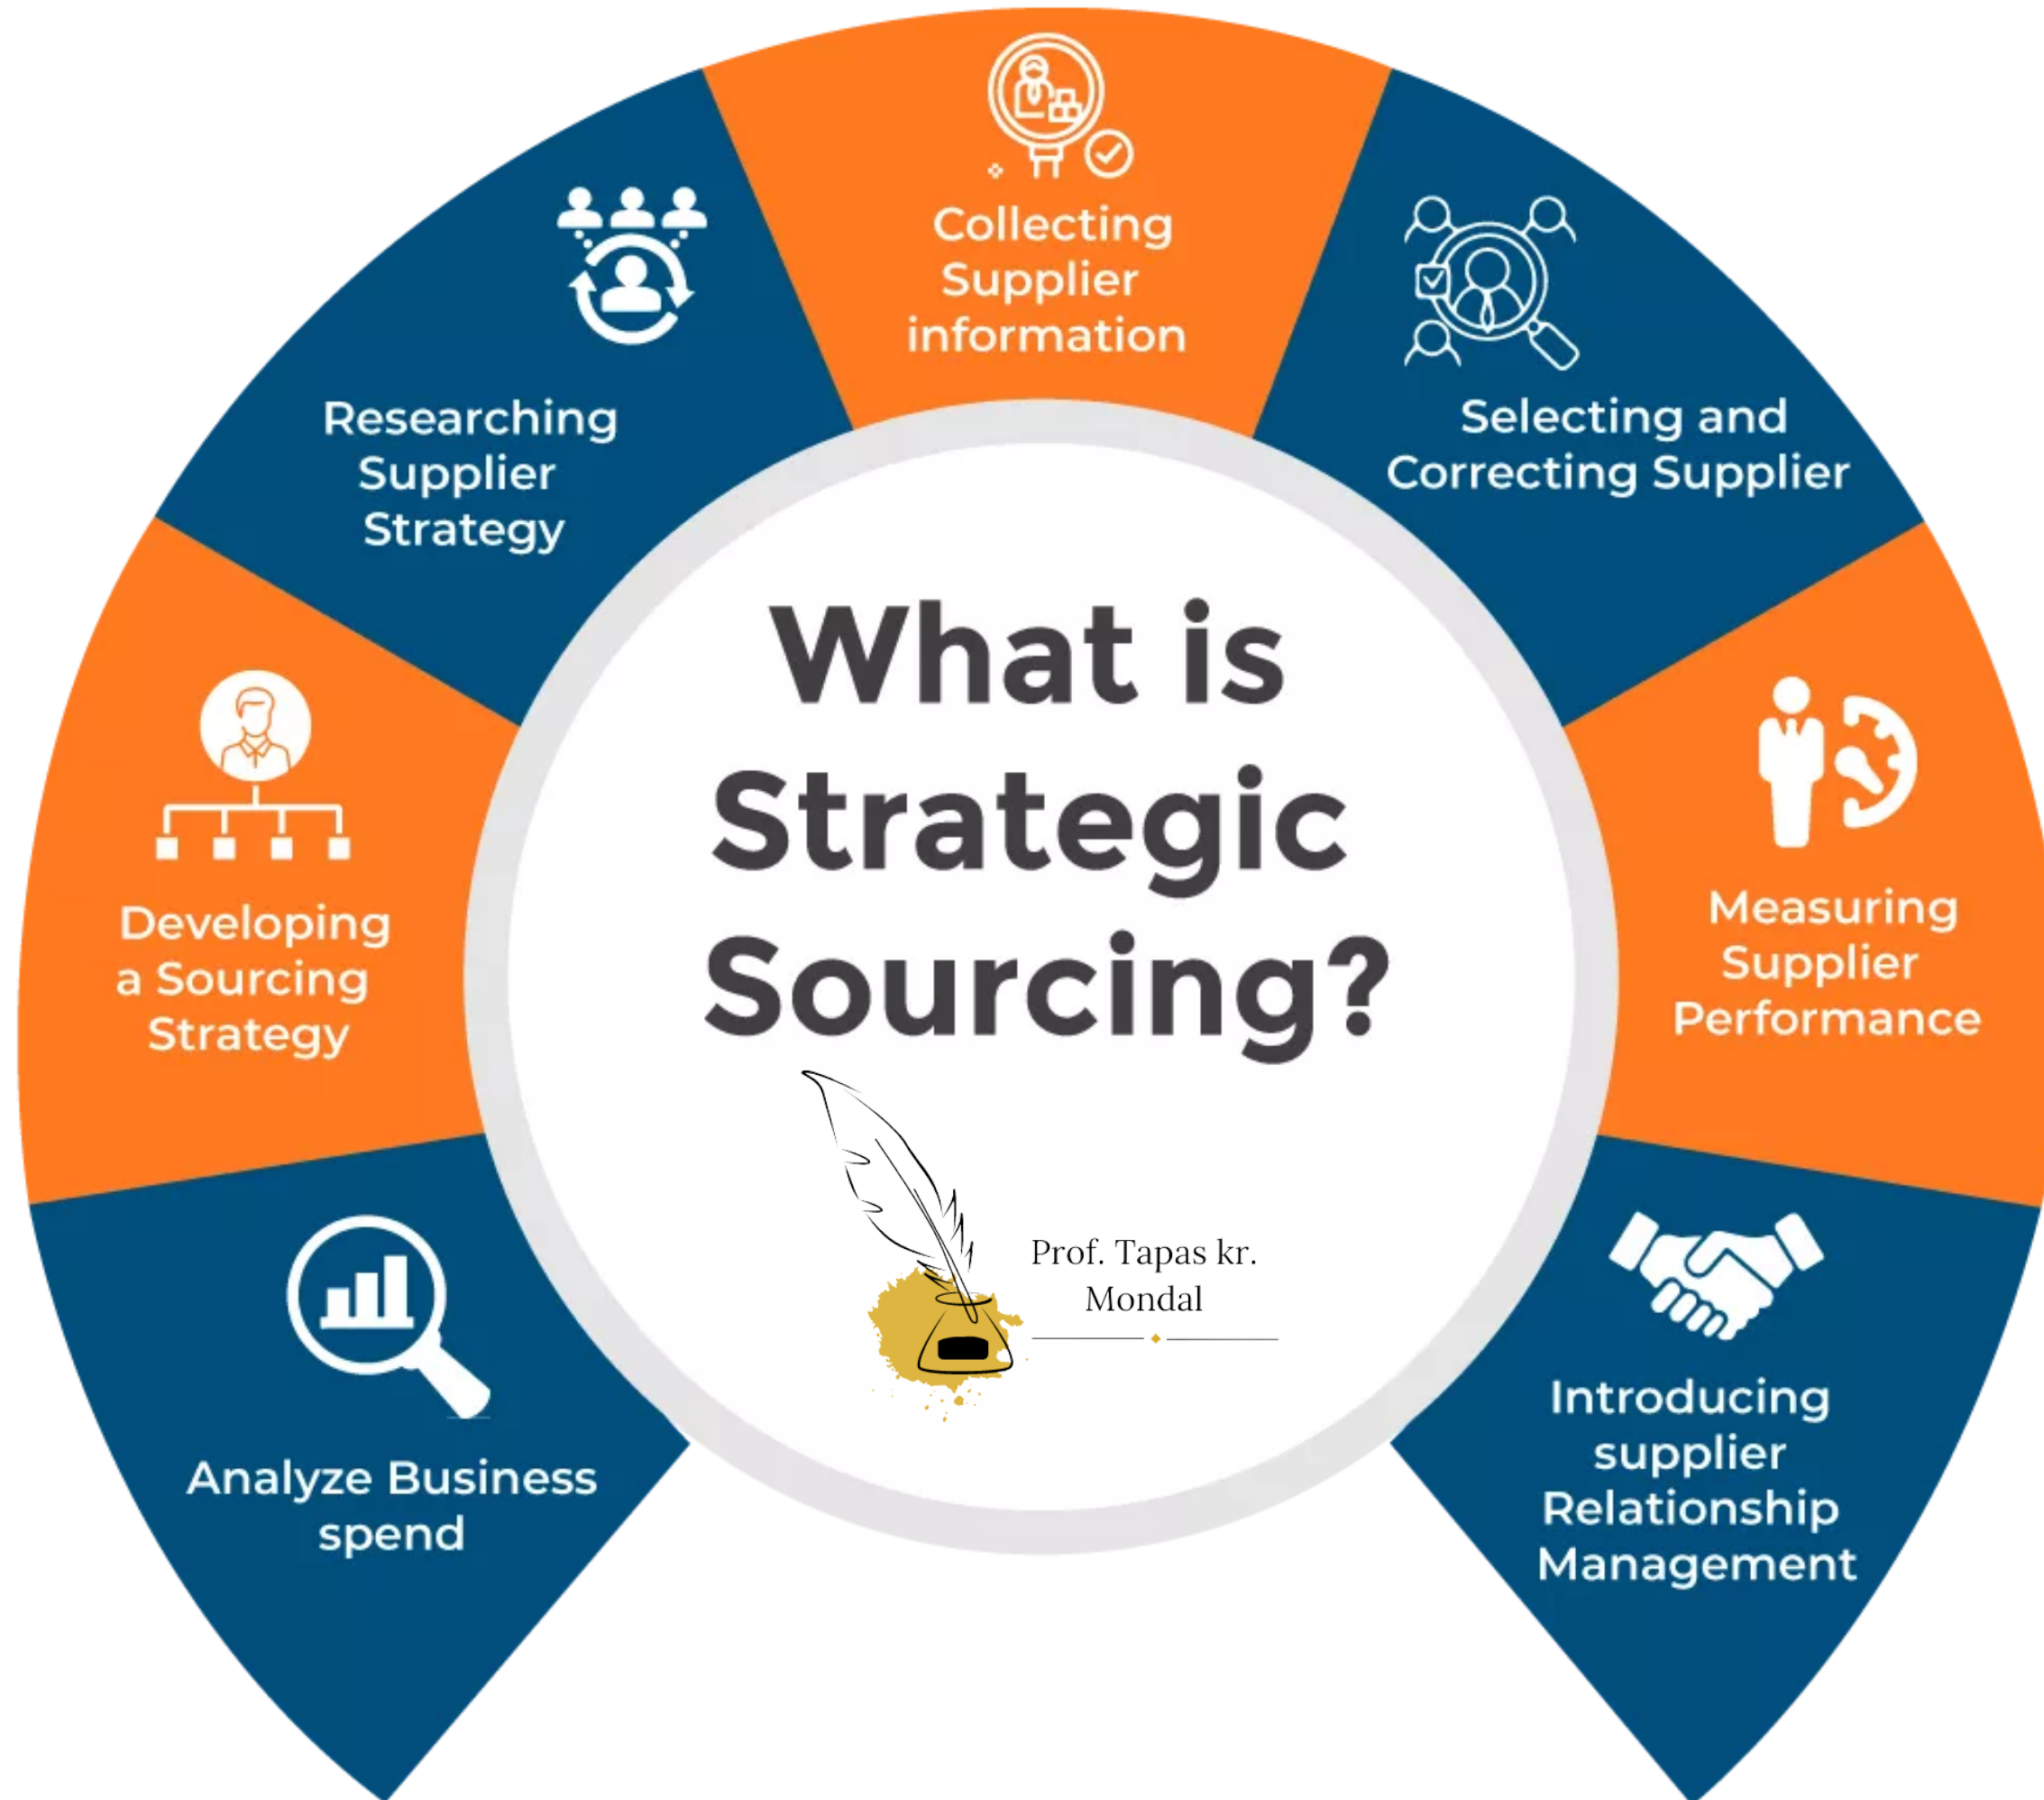 What is
Strategic
Sourcing?
Prof. Tapas kr.
Mondal
Analyze Business
spend
Developing
a Sourcing
Strategy
Researching
Supplier
Strategy
Collecting
Supplier
information
Selecting and
Correcting Supplier
Measuring
Supplier
Performance
Introducing
supplier
Relationship
Management